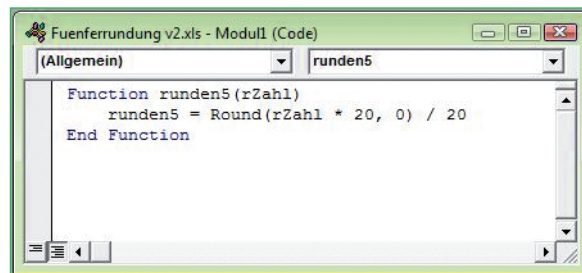 Fuenferrundung v2.xls - Modul1 (Code)
(Allgemein) runden5
Function runden5(rZahl)
runden5 = Round(rZahl * 20, 0) / 20
End Function